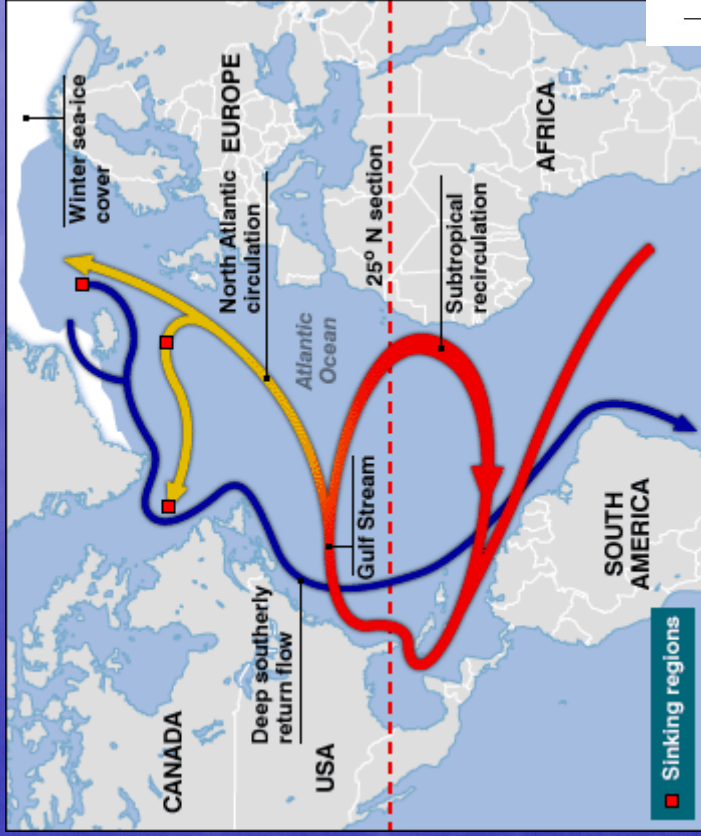 Winter sea-ice
cover
EUROPE
North Atlantic
circulation
Atlantic
Ocean
25º N section
Subtropical
recirculation
AFRICA
CANADA
Deep southerly
return flow
USA
Gulf Stream
SOUTH
AMERICA
Sinking regions